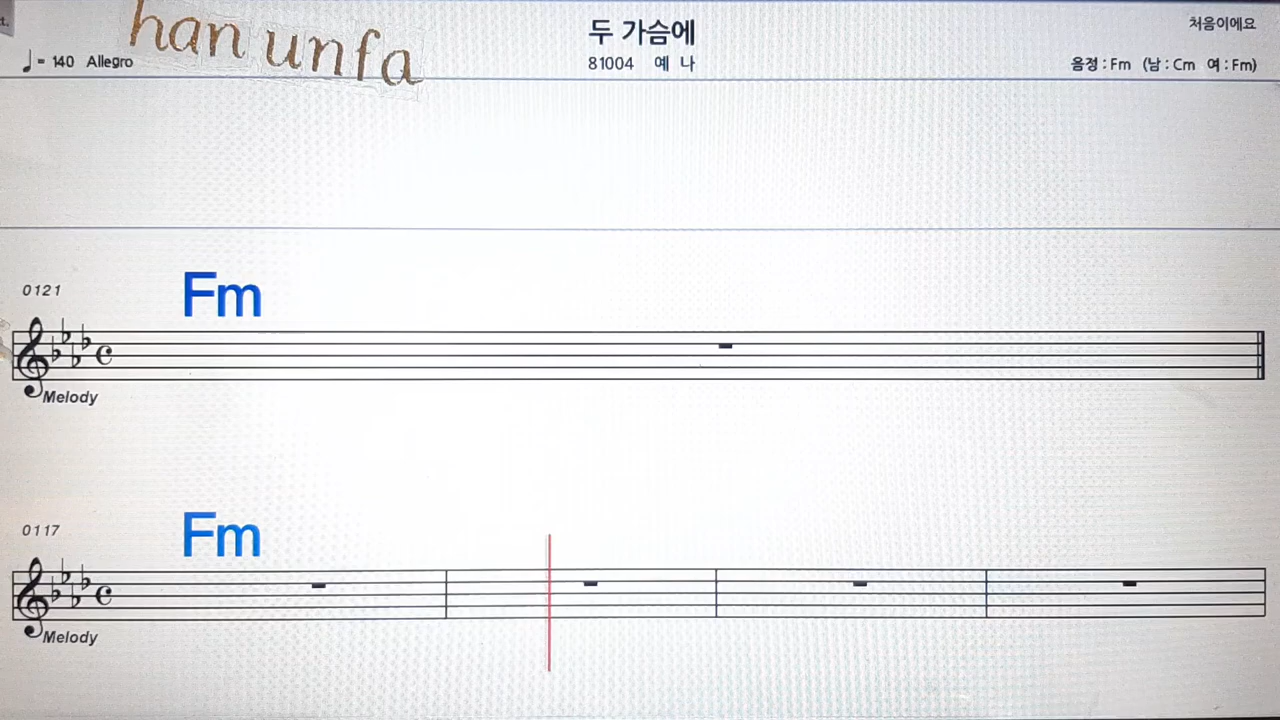 t.
han unfa
두 가슴에
처음이에요
♩= 140 Allegro
81004 예 나
음정 : Fm (남 : Cm 여 : Fm)
0121
Fm
Melody
0117
Fm
Melody